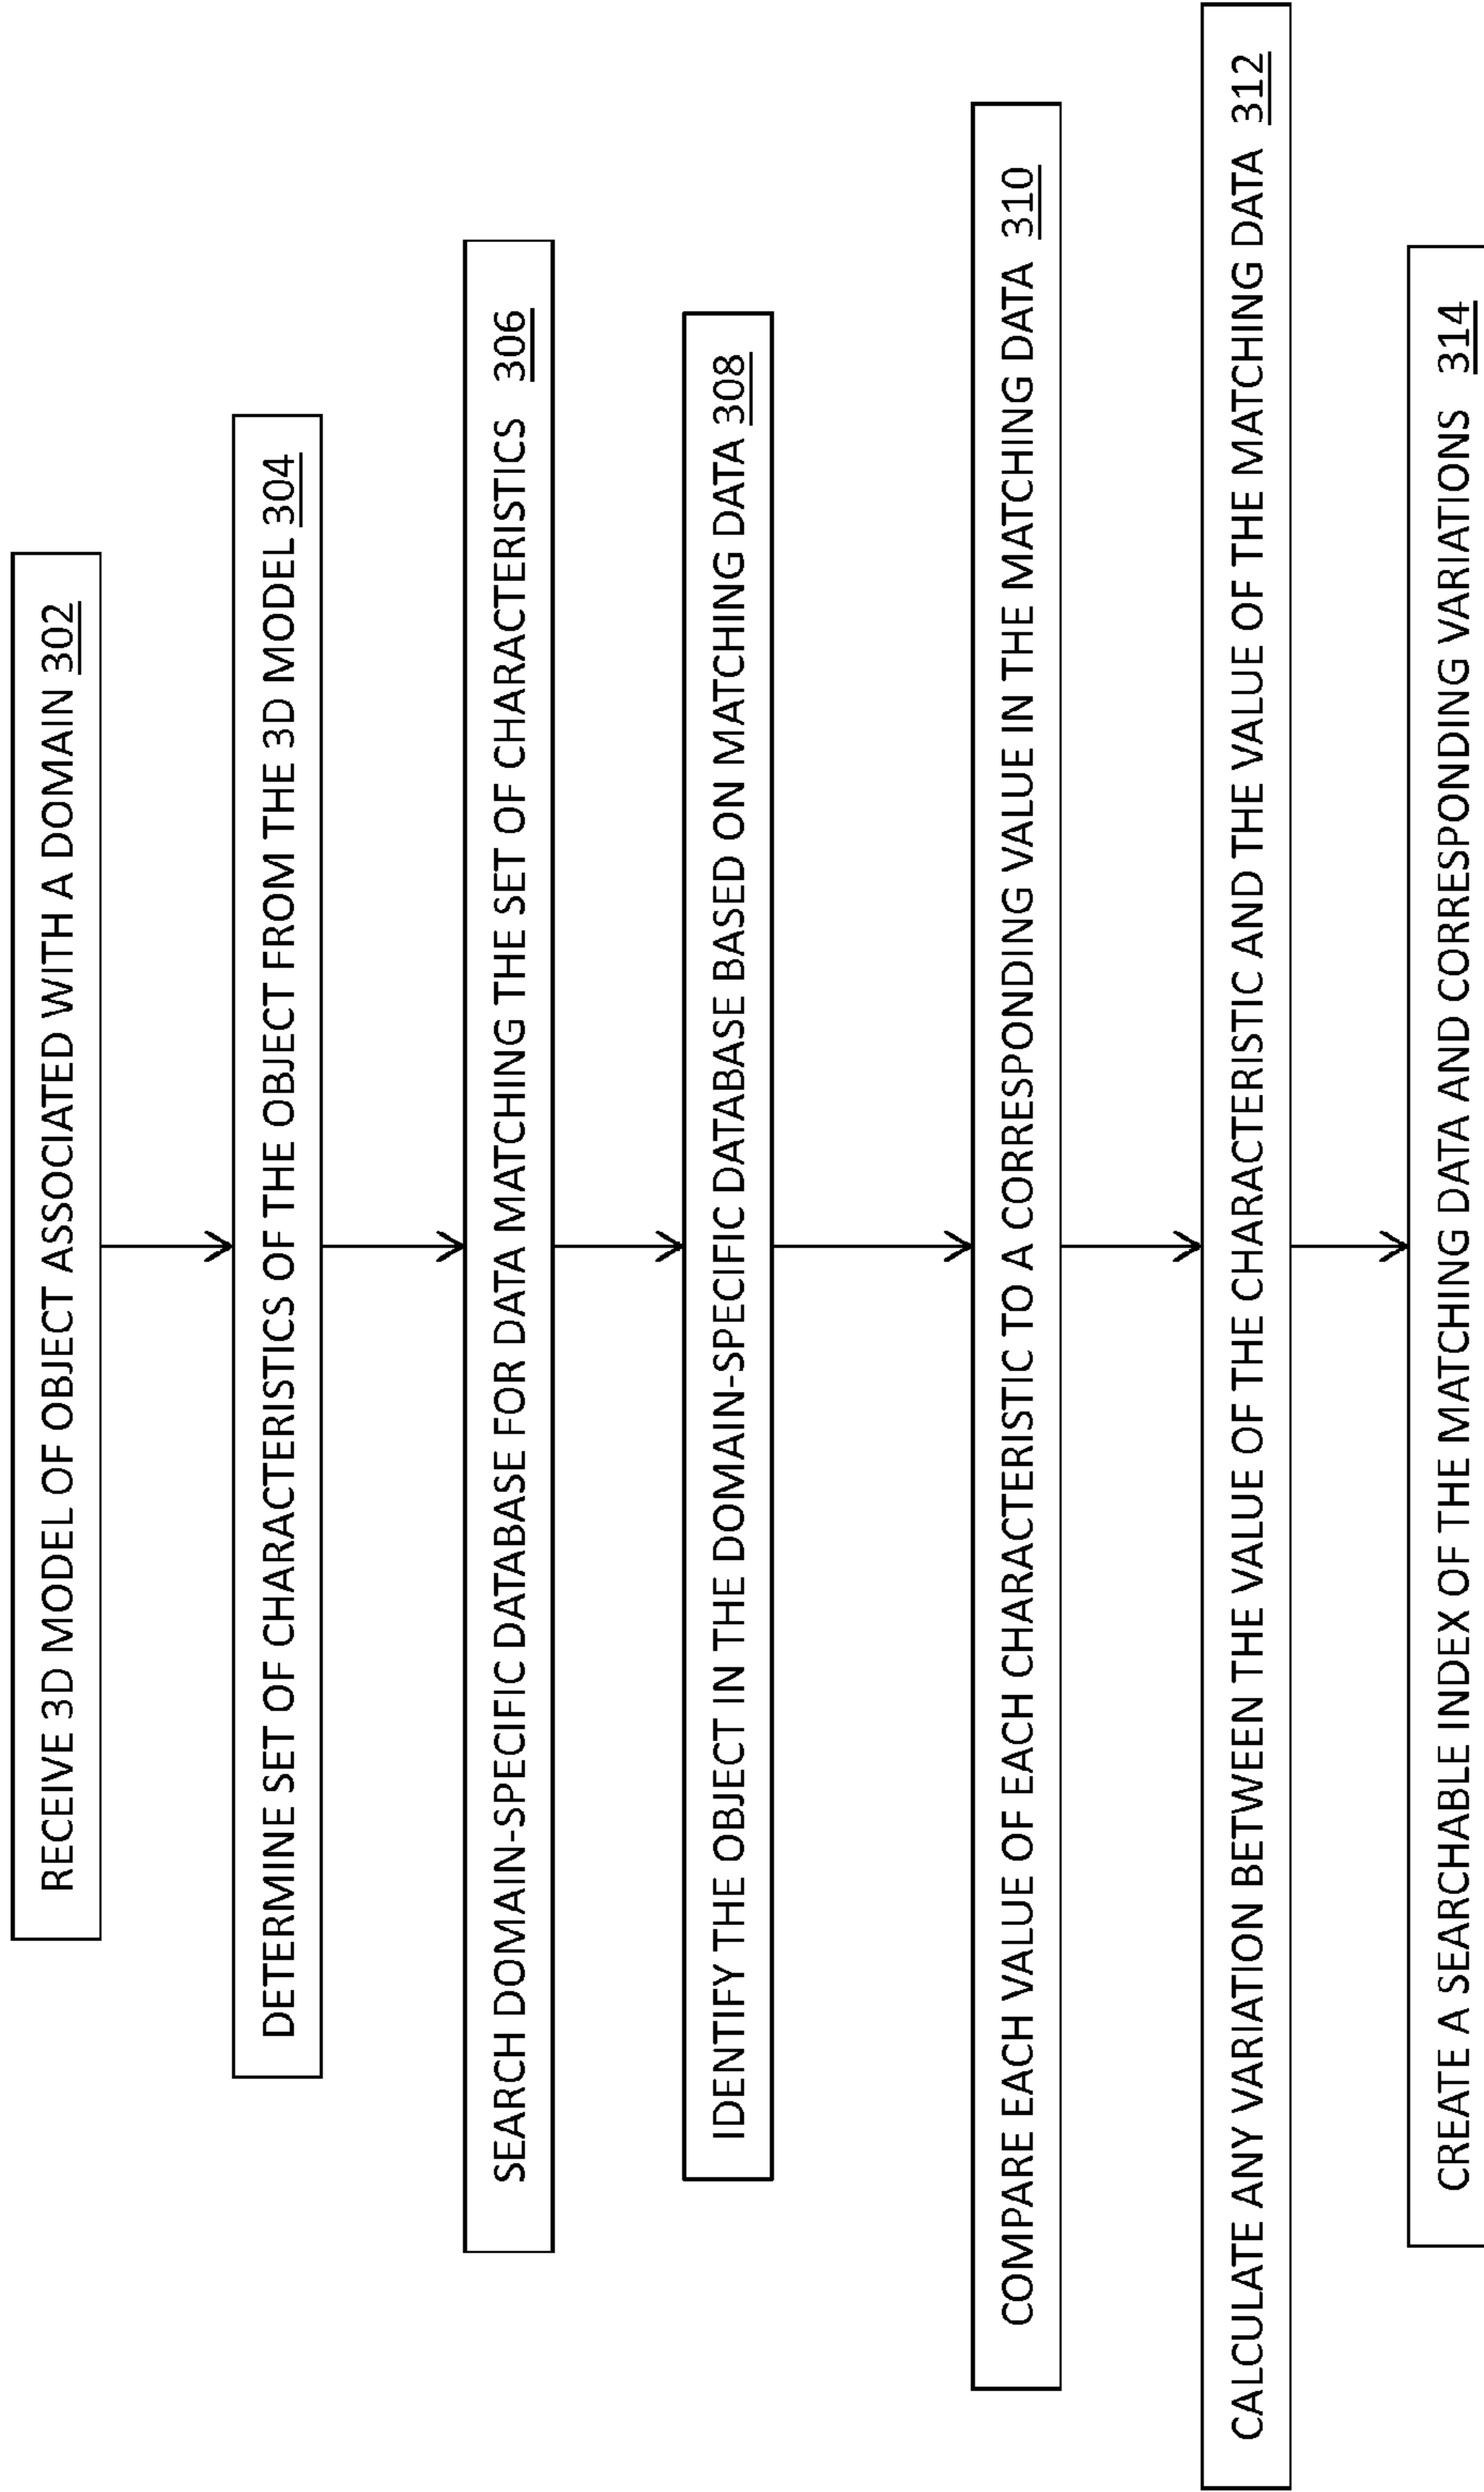 RECEIVE 3D MODEL OF OBJECT ASSOCIATED WITH A DOMAIN 302
DETERMINE SET OF CHARACTERISTICS OF THE OBJECT FROM THE 3D MODEL 304
SEARCH DOMAIN-SPECIFIC DATABASE FOR DATA MATCHING THE SET OF CHARACTERISTICS 306
IDENTIFY THE OBJECT IN THE DOMAIN-SPECIFIC DATABASE BASED ON MATCHING DATA 308
COMPARE EACH VALUE OF EACH CHARACTERISTIC TO A CORRESPONDING VALUE IN THE MATCHING DATA 310
CALCULATE ANY VARIATION BETWEEN THE VALUE OF THE CHARACTERISTIC AND THE VALUE OF THE MATCHING DATA 312
CREATE A SEARCHABLE INDEX OF THE MATCHING DATA AND CORRESPONDING VARIATIONS 314